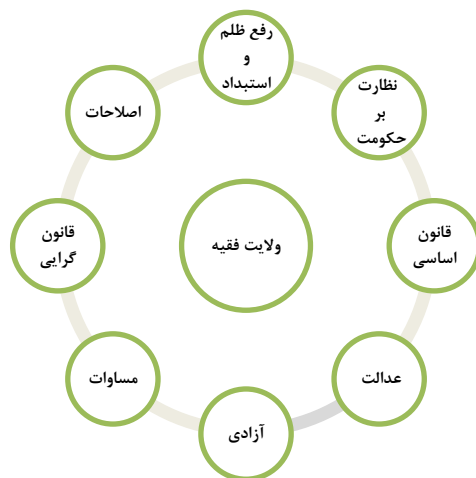 رفع ظلم
و
استبداد
نظارت
بر
حکومت
قانون
اساسی
عدالت
آزادی
مساوات
قانون
گرایی
اصلاحات
ولایت فقیه